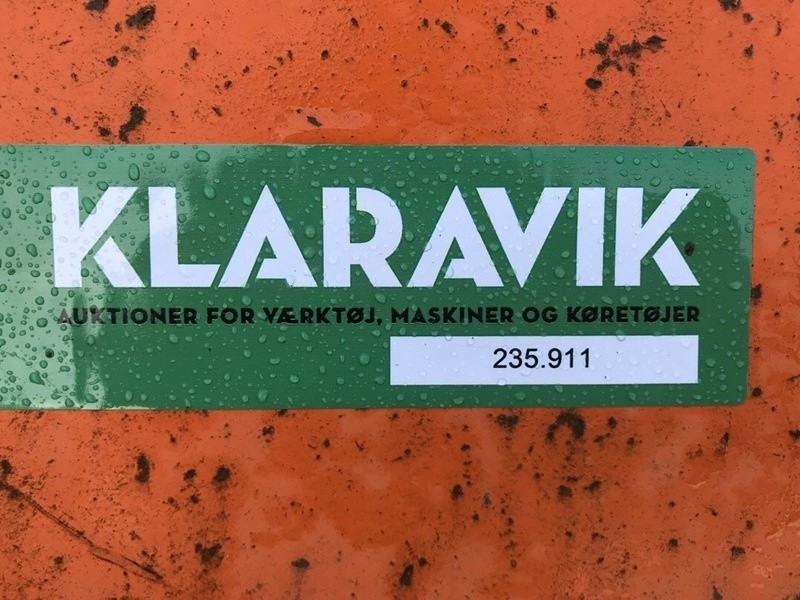 KLARAVIK
AUKTIONER FOR VÆRKTØJ, MASKINER OG KØRETØJER
235.911